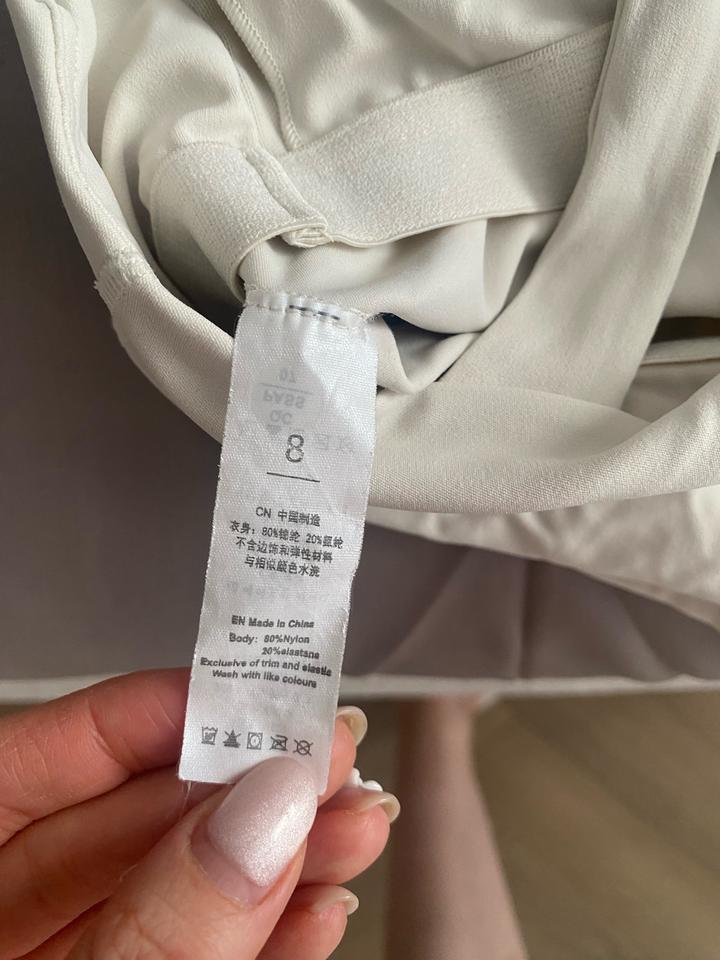 8
CN 中国制造
衣身：80%锦纶 20%氨纶
不含边饰和弹性材料
与相似颜色水洗
EN Made in China
Body: 80%Nylon
20%elastane
Exclusive of trim and elastic
Wash with like colours
QC
PASS
07